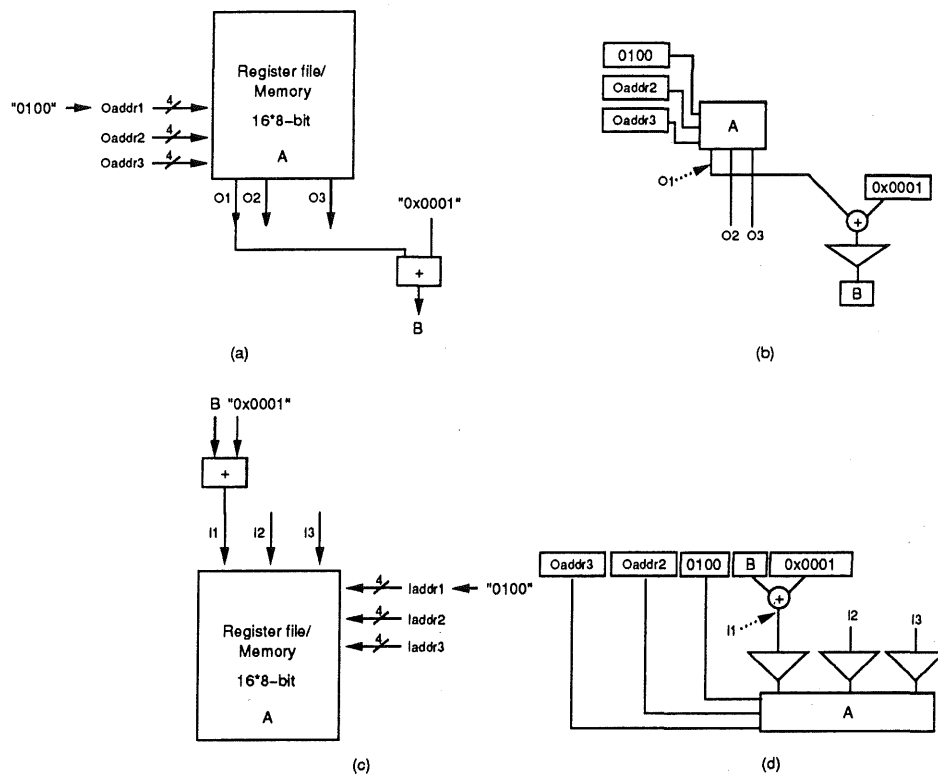 Register file/
Memory
16*8-bit
A
"0100"
Oaddr1
4
Oaddr2
4
Oaddr3
4
O1
O2
O3
"0x0001"
+
B
(a)
0100
Oaddr2
Oaddr3
A
O1
O2
O3
0x0001
+
B
(b)
B "0x0001"
+
I1
I2
I3
Register file/
Memory
16*8-bit
A
4
Iaddr1
"0100"
4
Iaddr2
4
Iaddr3
(c)
Oaddr3
Oaddr2
0100
B
0x0001
+
I1
I2
I3
A
(d)